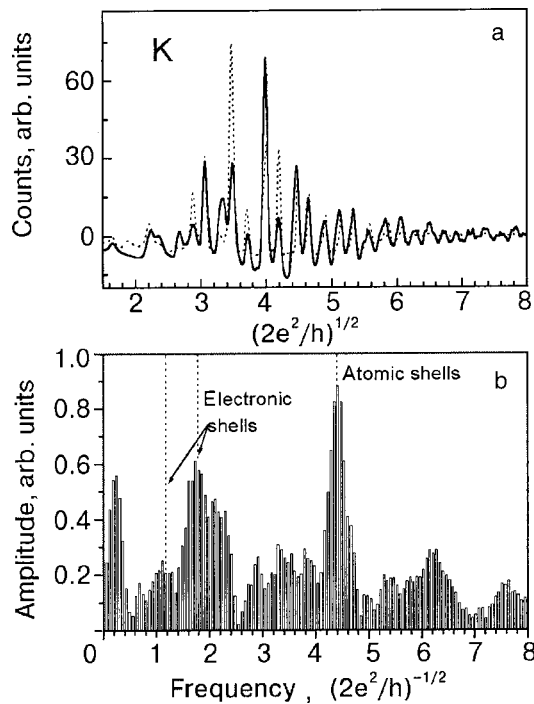 K
a
Counts, arb. units
60
30
0
2 3 4 5 6 7 8
(2e²/h)^1/2
b
1.0
0.8
0.6
0.4
0.2
Amplitude, arb. units
Electronic
shells
Atomic shells
0 1 2 3 4 5 6 7 8
Frequency , (2e²/h)^-1/2